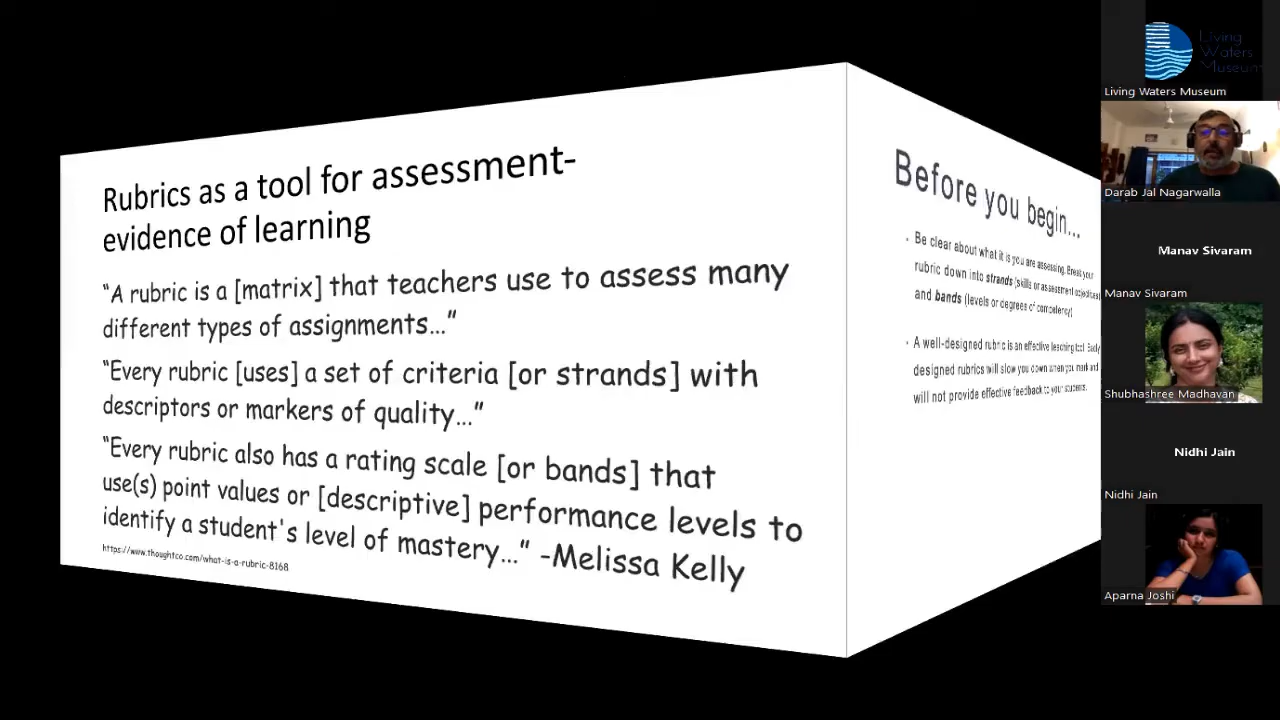 Rubrics as a tool for assessment-
evidence of learning
“A rubric is a [matrix] that teachers use to assess many
different types of assignments…”
“Every rubric [uses] a set of criteria [or strands] with
descriptors or markers of quality…”
“Every rubric also has a rating scale [or bands] that
use(s) point values or [descriptive] performance levels to
identify a student's level of mastery…” -Melissa Kelly
https://www.thoughtco.com/what-is-a-rubric-8168
Before you begin...
• Be clear about what it is you are assessing. Break your
rubric down into strands (skills or assessment objectives)
and bands (levels or degrees of competency)
• A well-designed rubric is an effective teaching tool. Badly
designed rubrics will slow you down when you mark and
will not provide effective feedback to your students.
Living
Waters
Museum
Living Waters Museum
Darab Jal Nagarwalla
Manav Sivaram
Manav Sivaram
Shubhashree Madhavan
Nidhi Jain
Nidhi Jain
Aparna Joshi